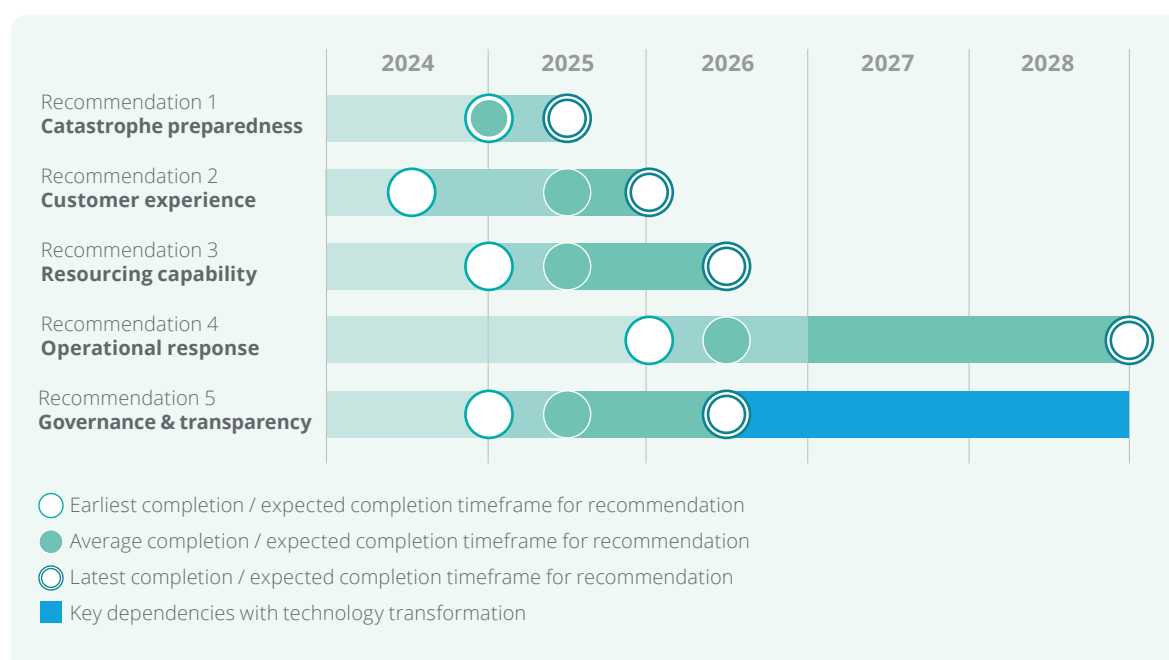 2024 2025 2026 2027 2028
Recommendation 1
Catastrophe preparedness
Recommendation 2
Customer experience
Recommendation 3
Resourcing capability
Recommendation 4
Operational response
Recommendation 5
Governance & transparency
Earliest completion / expected completion timeframe for recommendation
Average completion / expected completion timeframe for recommendation
Latest completion / expected completion timeframe for recommendation
Key dependencies with technology transformation